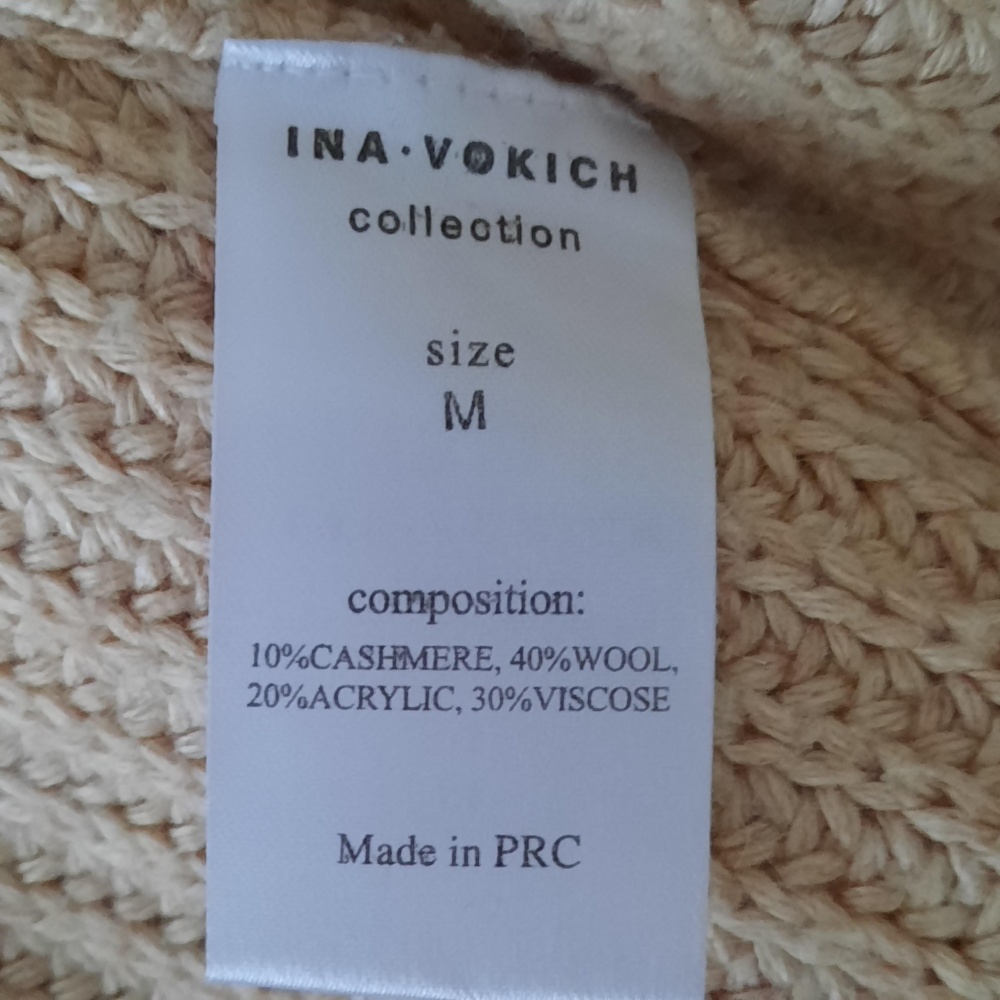 INA·VOKICH
collection
size
M
composition:
10%CASHMERE, 40%WOOL,
20%ACRYLIC, 30%VISCOSE
Made in PRC